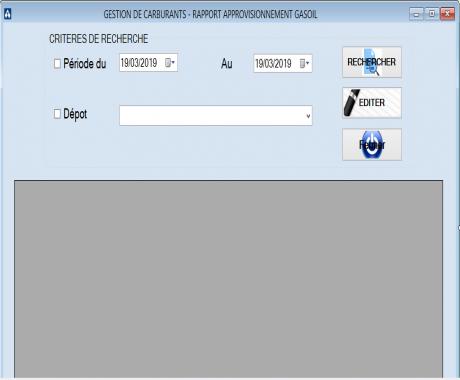 GESTION DE CARBURANTS - RAPPORT APPROVISIONNEMENT GASOIL
CRITERES DE RECHERCHE
Période du 19/03/2019 Au 19/03/2019 RECHERCHER
EDITER
Dépot
Fermer